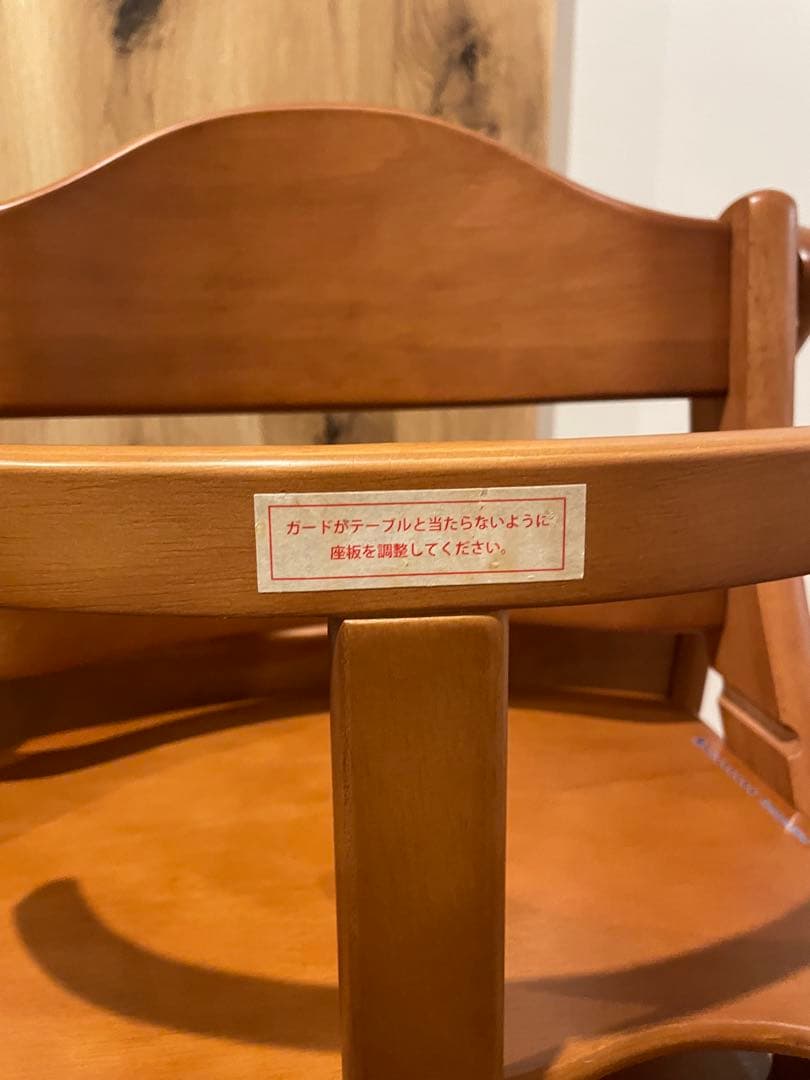 ガードがテーブルと当たらないように
座板を調整してください。